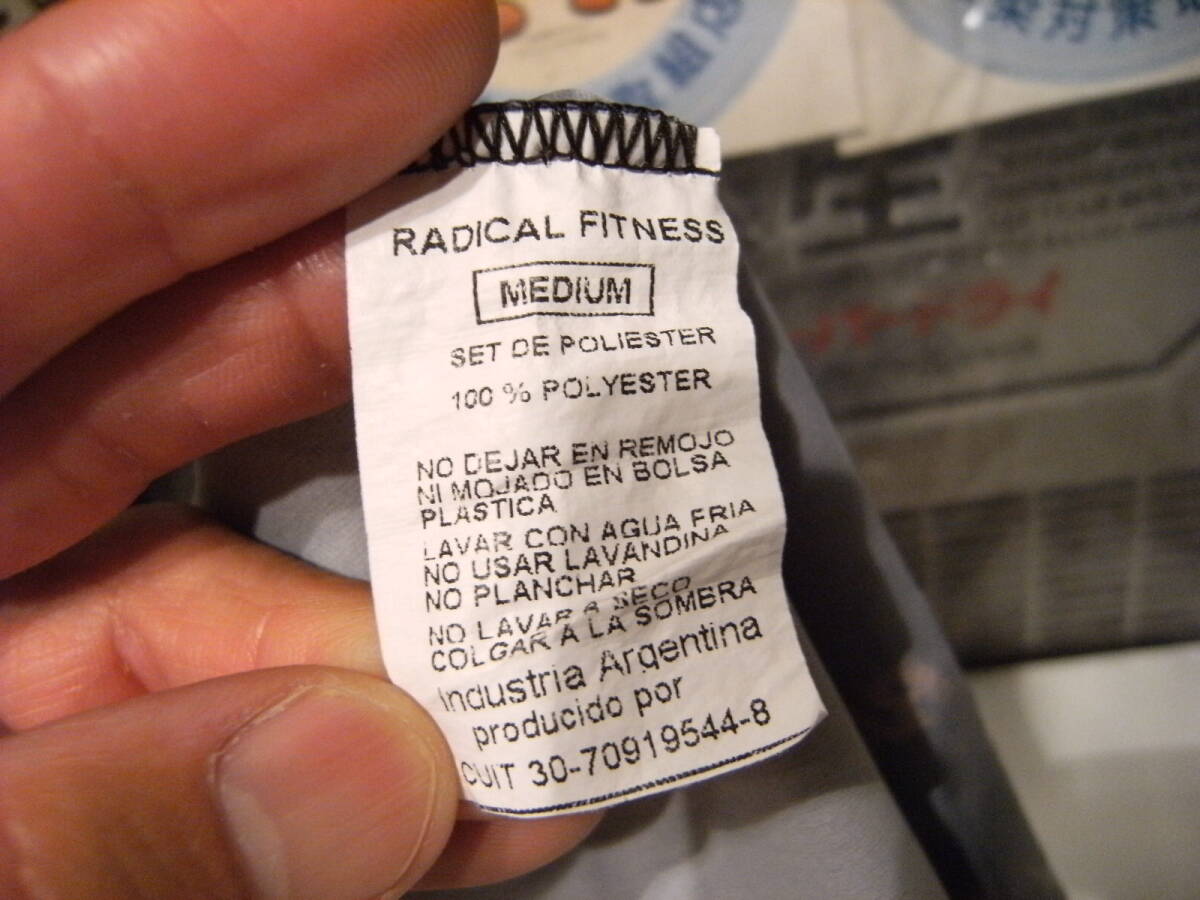 RADICAL FITNESS
MEDIUM
SET DE POLIESTER
100 % POLYESTER
NO DEJAR EN REMOJO
NI MOJADO EN BOLSA
PLASTICA
LAVAR CON AGUA FRIA
NO USAR LAVANDINA
NO PLANCHAR
NO LAVAR A SECO
COLGAR A LA SOMBRA
Industria Argentina
producido por
CUIT 30-70919544-8